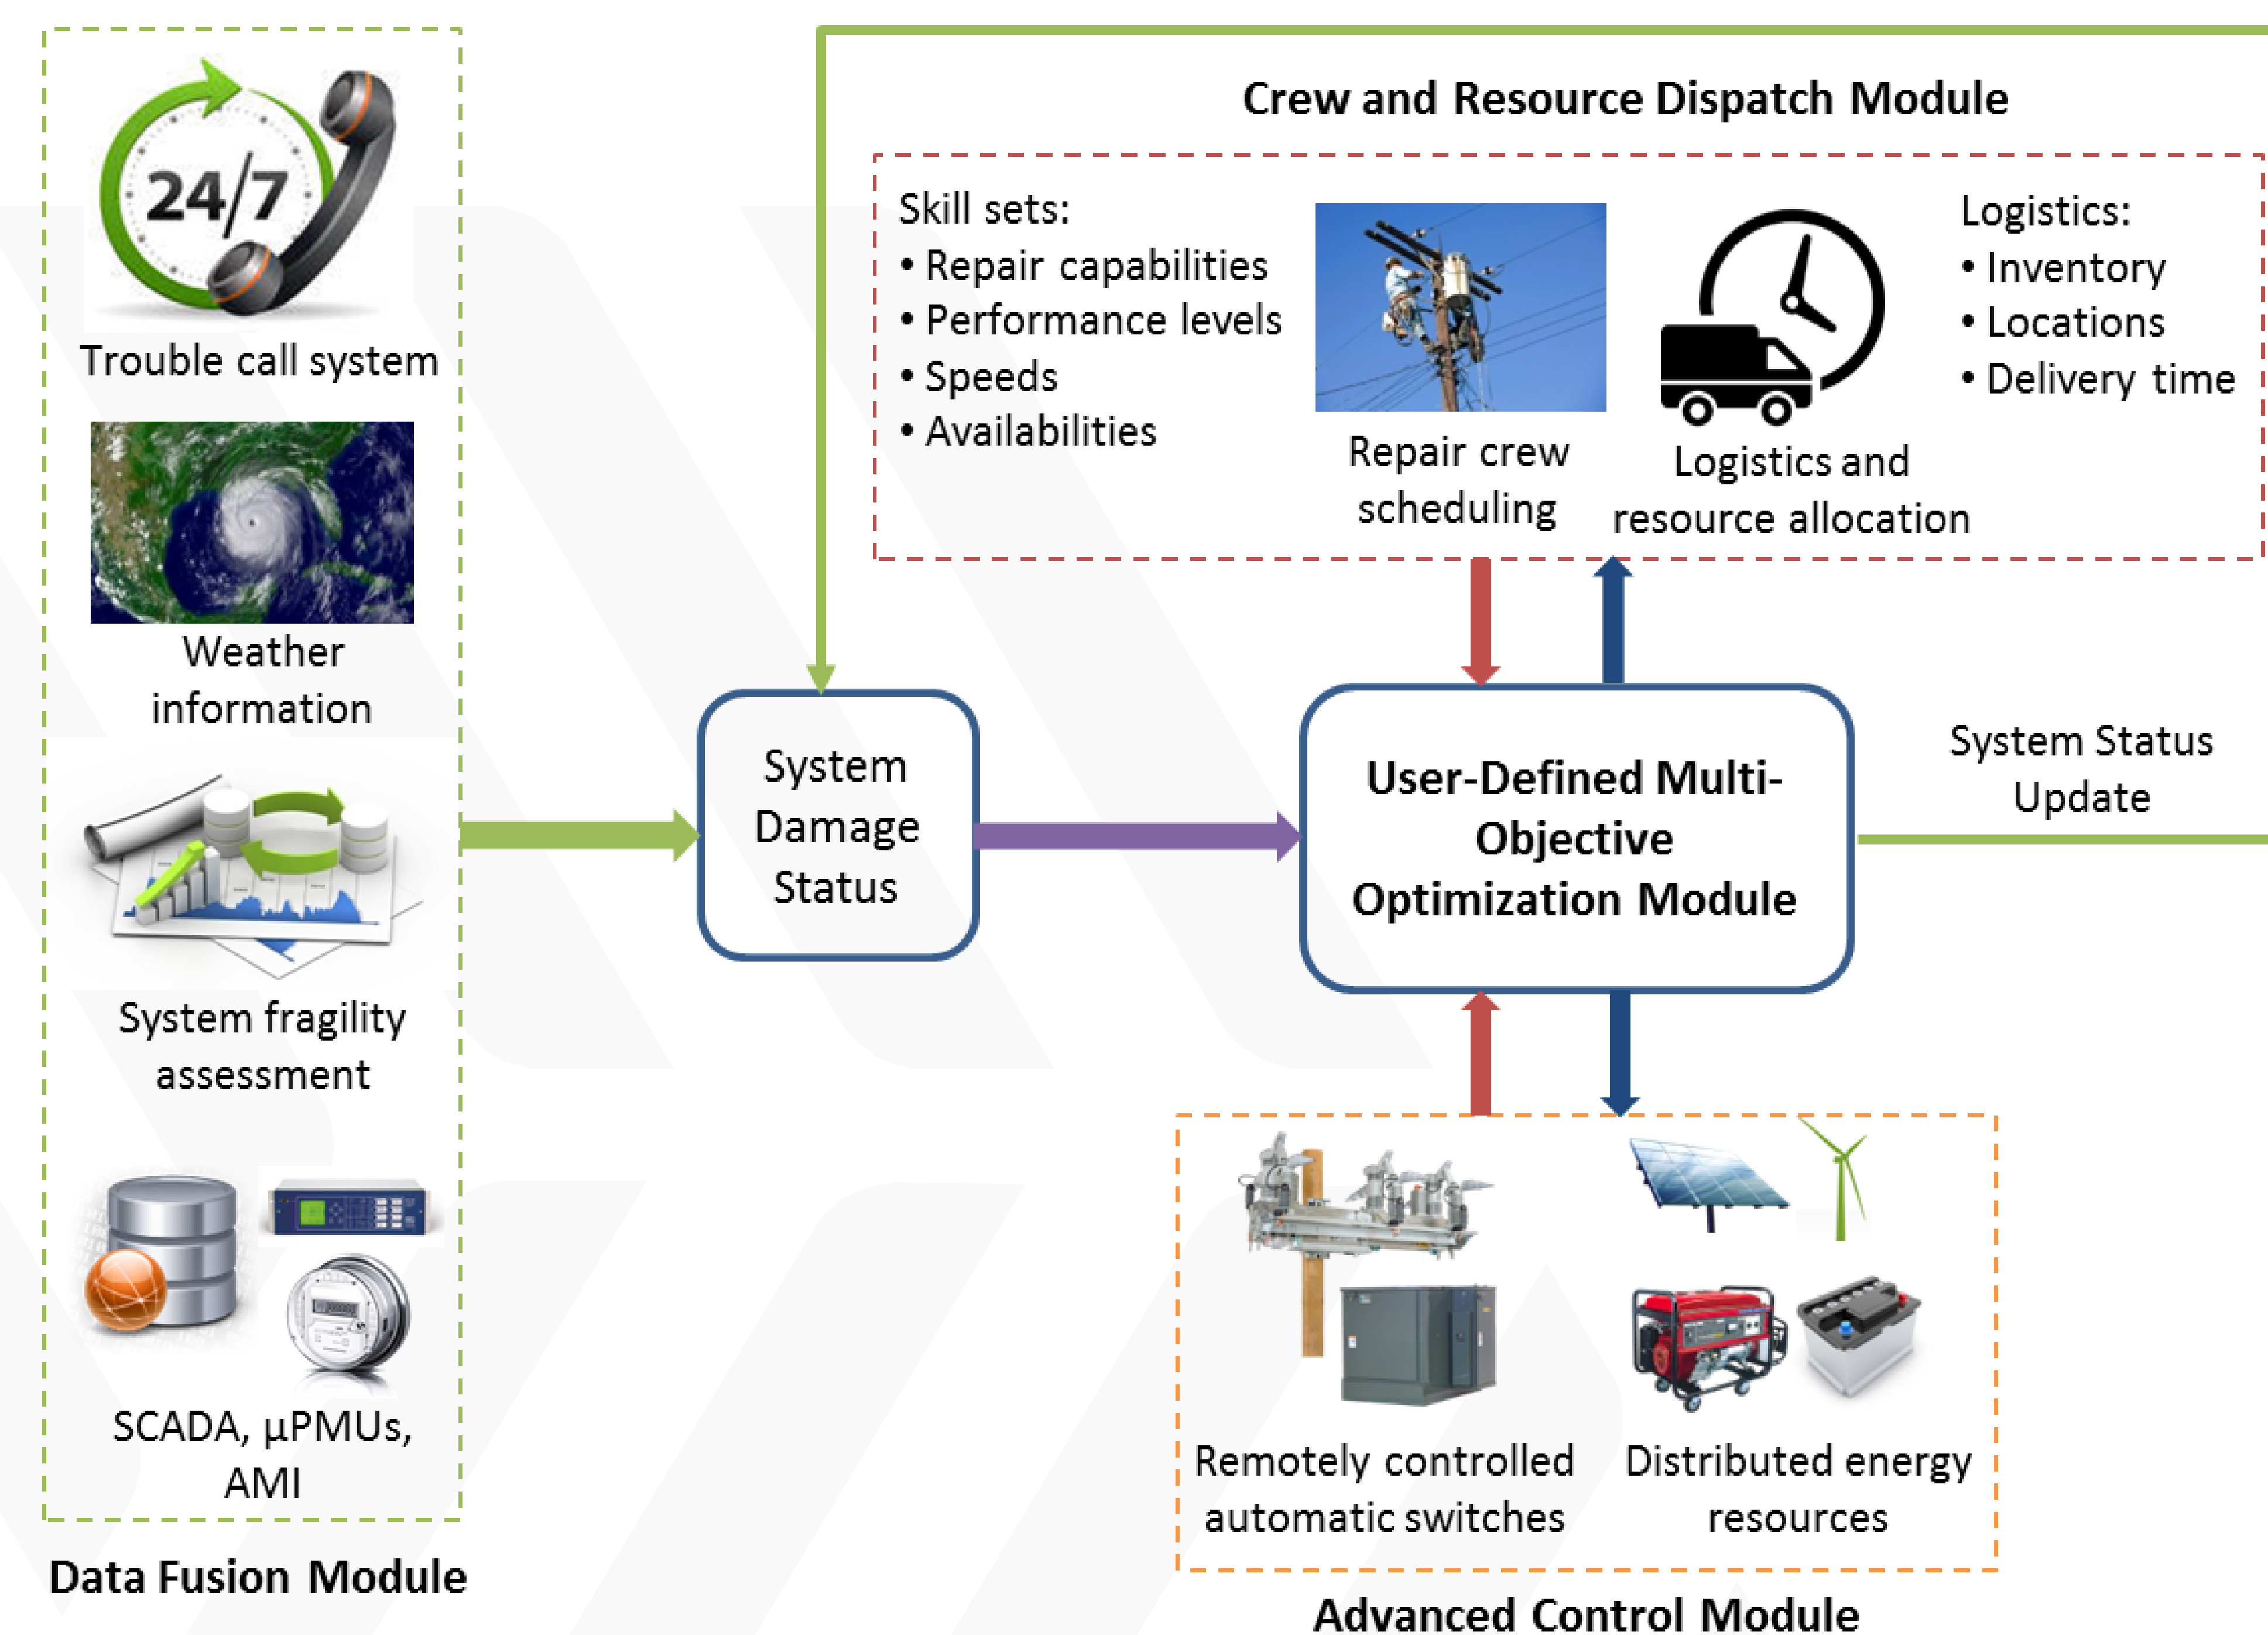 24/7
Trouble call system
Weather
information
System fragility
assessment
SCADA, µPMUs,
AMI
Data Fusion Module
System
Damage
Status
Crew and Resource Dispatch Module
Skill sets:
• Repair capabilities
• Performance levels
• Speeds
• Availabilities
Repair crew
scheduling
Logistics and
resource allocation
Logistics:
• Inventory
• Locations
• Delivery time
User-Defined Multi-
Objective
Optimization Module
System Status
Update
Remotely controlled
automatic switches
Distributed energy
resources
Advanced Control Module